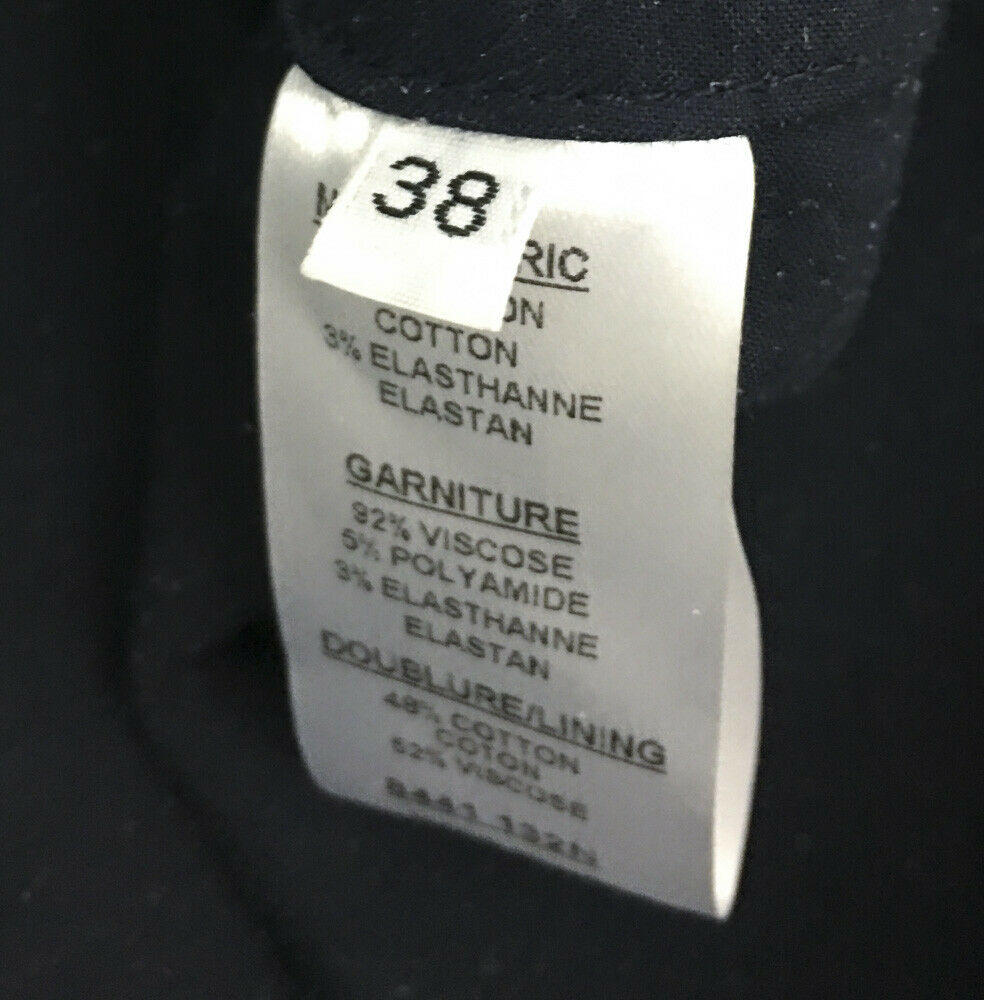 38
COTTON
3% ELASTHANNE
ELASTAN
GARNITURE
92% VISCOSE
5% POLYAMIDE
3% ELASTHANNE
ELASTAN
DOUBLURE/LINING
48% COTTON
COTON
52% VISCOSE